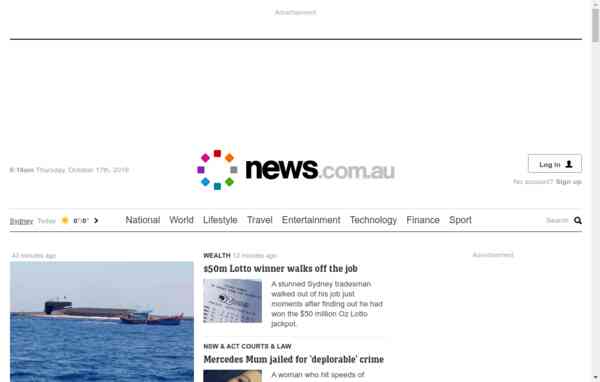 Advertisement
news.com.au
Log in
Thursday, October 17th, 2019
No account? Sign up
Sydney Today 0°/0° National World Lifestyle Travel Entertainment Technology Finance Sport Search
43 minutes ago
WEALTH 12 minutes ago
Advertisement
$50m Lotto winner walks off the job
A stunned Sydney tradesman
walked out of his job just
moments after finding out he had
won the $50 million Oz Lotto
jackpot.
NSW & ACT COURTS & LAW
Mercedes Mum jailed for 'deplorable' crime
A woman who hit speeds of